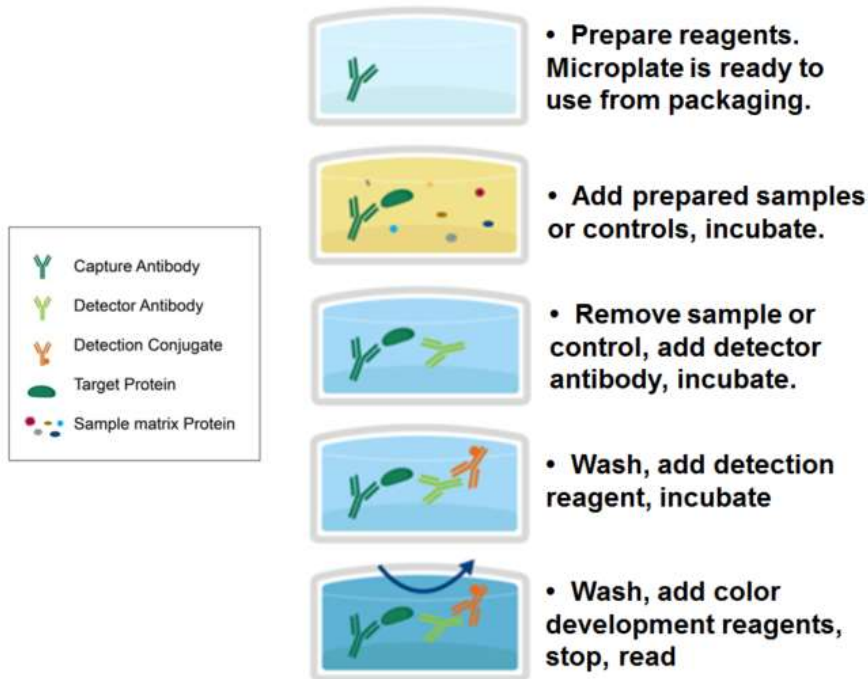 • Prepare reagents.
Microplate is ready to
use from packaging.
• Add prepared samples
or controls, incubate.
Capture Antibody
Detector Antibody
Detection Conjugate
Target Protein
Sample matrix Protein
• Remove sample or
control, add detector
antibody, incubate.
• Wash, add detection
reagent, incubate
• Wash, add color
development reagents,
stop, read